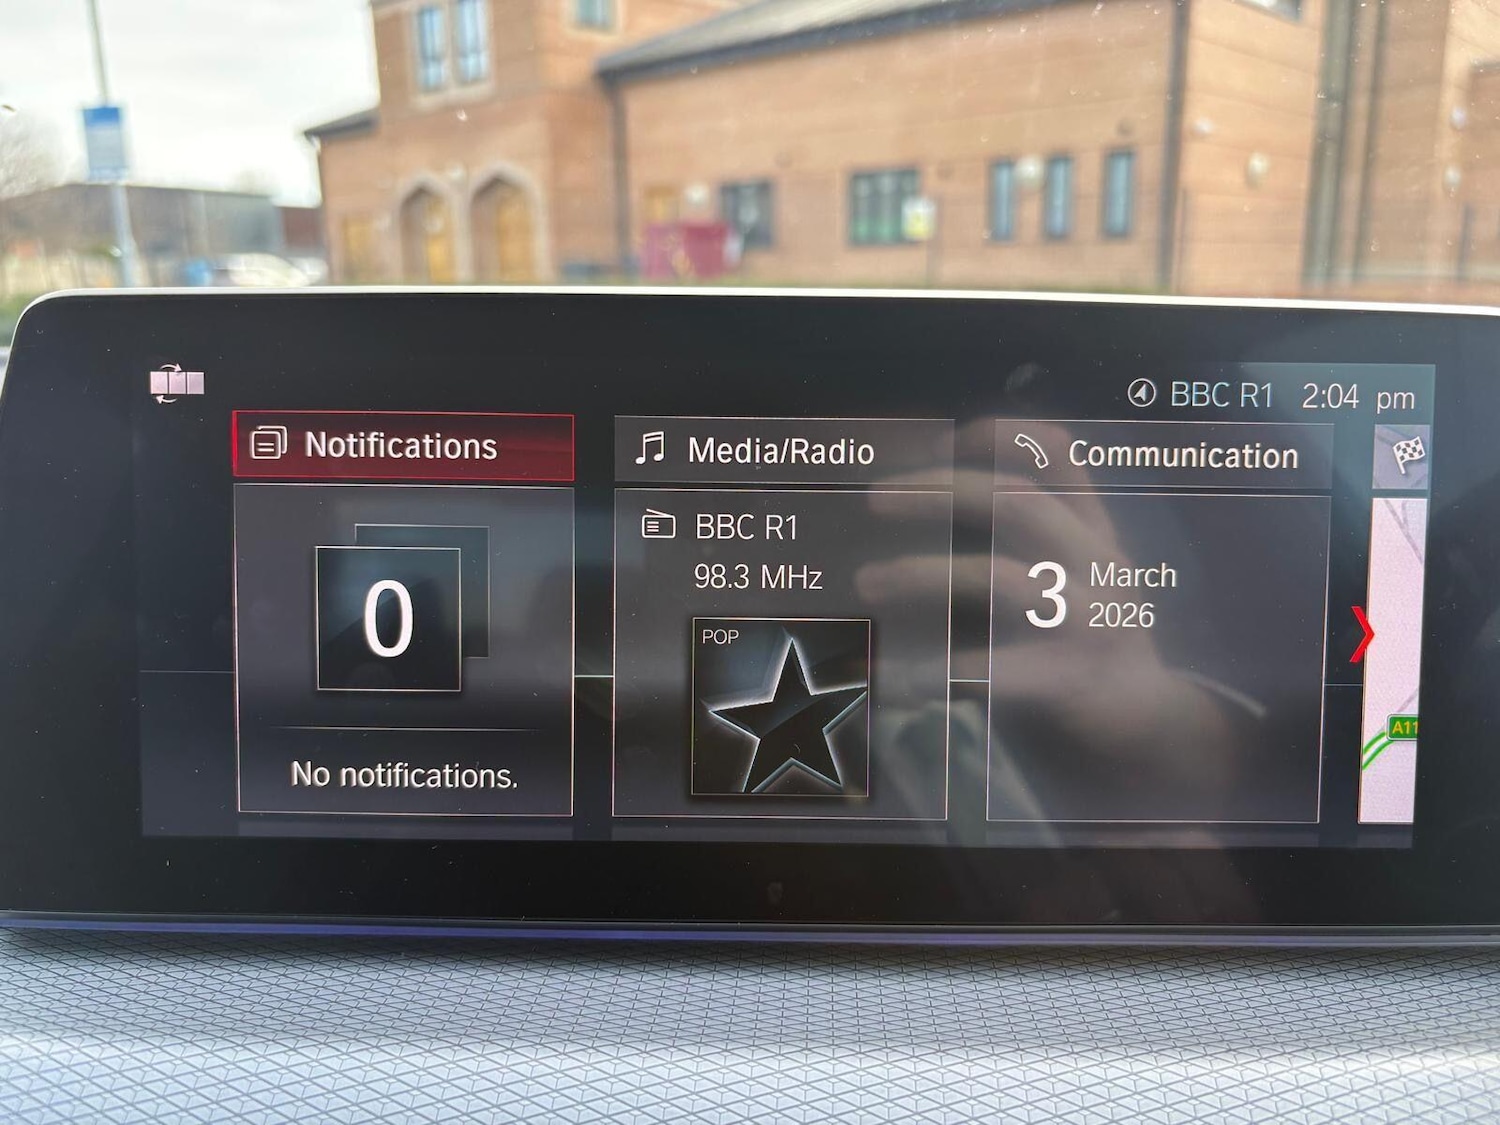 BBC R1 2:04 pm
Notifications
Media/Radio
Communication
0
No notifications.
BBC R1
98.3 MHz
POP
3
March
2026
A11